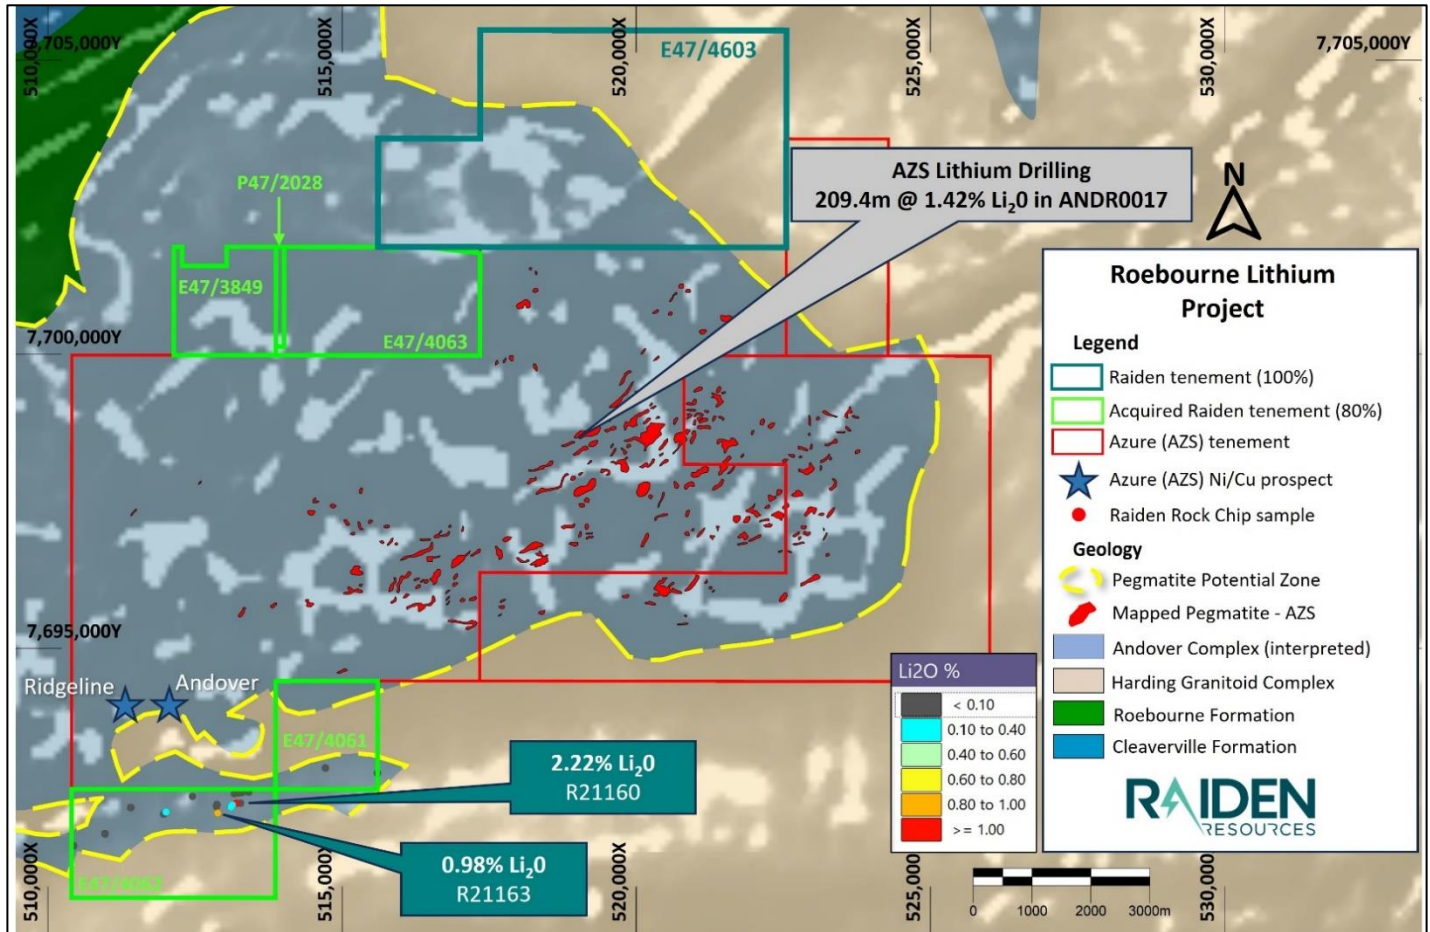 7,705,000Y
7,705,000Y
510,000X
515,000X
520,000X
525,000X
530,000X
E47/4603
AZS Lithium Drilling
209.4m @ 1.42% Li₂0 in ANDR0017
P47/2028
E47/3849
E47/4063
7,700,000Y
7,695,000Y
Ridgeline
Andover
E47/4061
E47/4062
2.22% Li₂0
R21160
0.98% Li₂0
R21163
510,000X
515,000X
520,000X
525,000X
530,000X
N
Roebourne Lithium
Project
Legend
Raiden tenement (100%)
Acquired Raiden tenement (80%)
Azure (AZS) tenement
Azure (AZS) Ni/Cu prospect
Raiden Rock Chip sample
Geology
Pegmatite Potential Zone
Mapped Pegmatite - AZS
Andover Complex (interpreted)
Harding Granitoid Complex
Roebourne Formation
Cleaverville Formation
RAIDEN
RESOURCES
Li2O %
< 0.10
0.10 to 0.40
0.40 to 0.60
0.60 to 0.80
0.80 to 1.00
>= 1.00
0 1000 2000 3000m